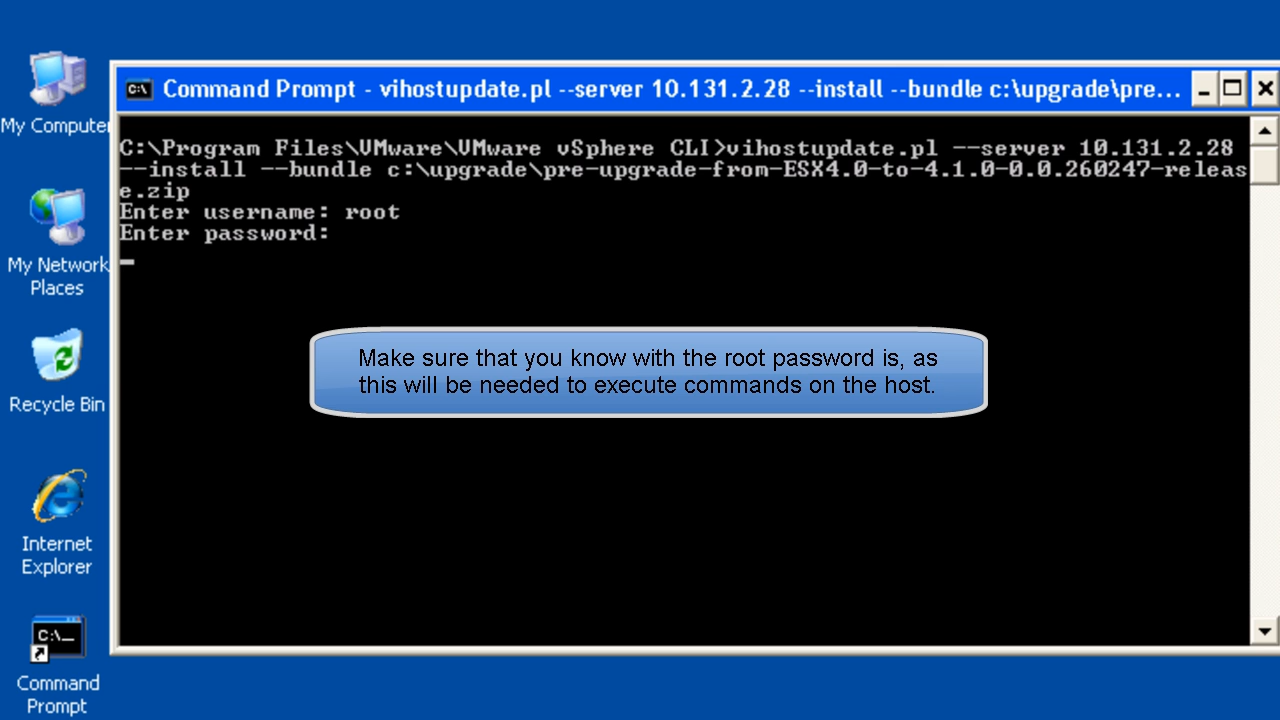 My Computer
My Network
Places
Recycle Bin
Internet
Explorer
C:\_
Command
Prompt
C:\ Command Prompt - vihostupdate.pl --server 10.131.2.28 --install --bundle c:\upgrade\pre...
C:\Program Files\VMware\VMware vSphere CLI>vihostupdate.pl --server 10.131.2.28
--install --bundle c:\upgrade\pre-upgrade-from-ESX4.0-to-4.1.0-0.0.260247-releas
e.zip
Enter username: root
Enter password:
Make sure that you know with the root password is, as
this will be needed to execute commands on the host.